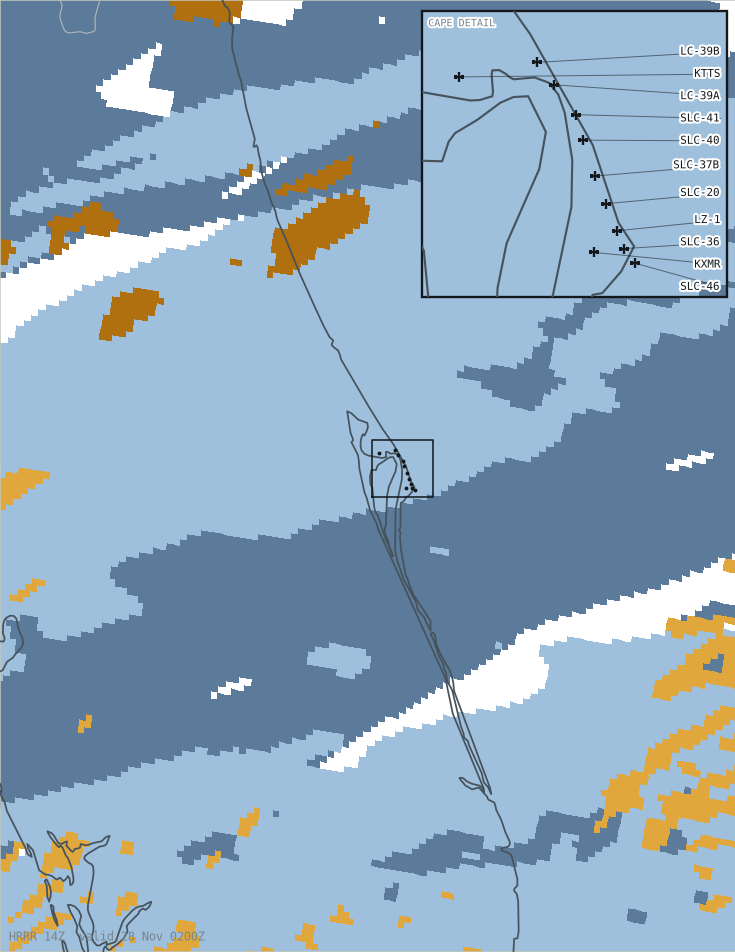 CAPE DETAIL
LC-39B
KTTS
LC-39A
SLC-41
SLC-40
SLC-37B
SLC-20
LZ-1
SLC-36
KXMR
SLC-46
HRRR 14Z valid 28 Nov 0200Z